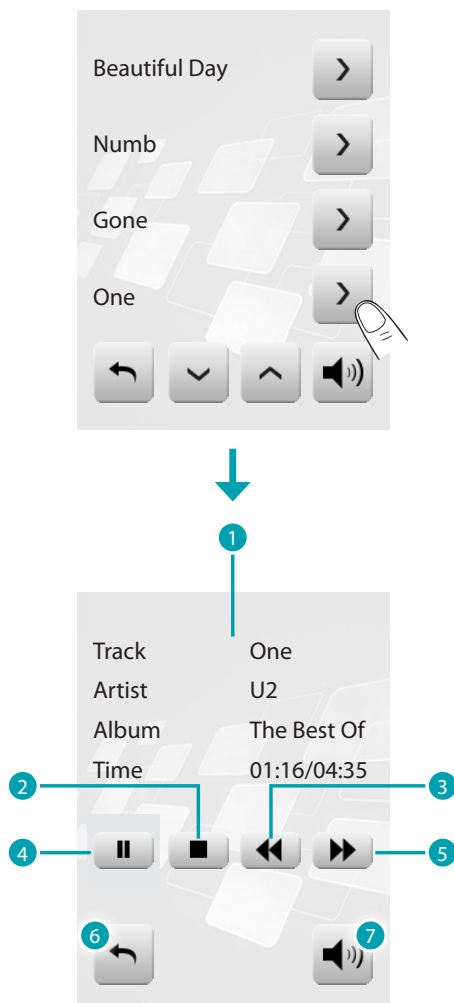 Beautiful Day
Numb
Gone
One
1
Track One
Artist U2
Album The Best Of
Time 01:16/04:35
2 3
4 5
6 7